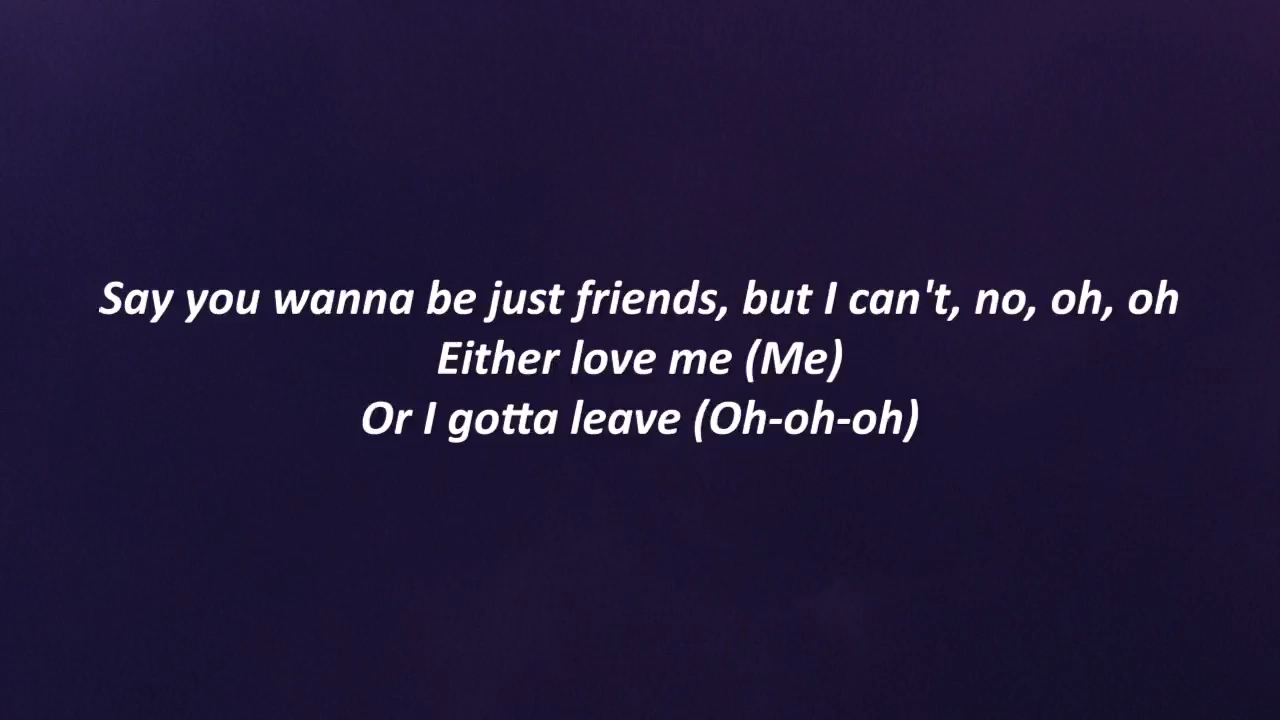 Say you wanna be just friends, but I can't, no, oh, oh
Either love me (Me)
Or I gotta leave (Oh-oh-oh)